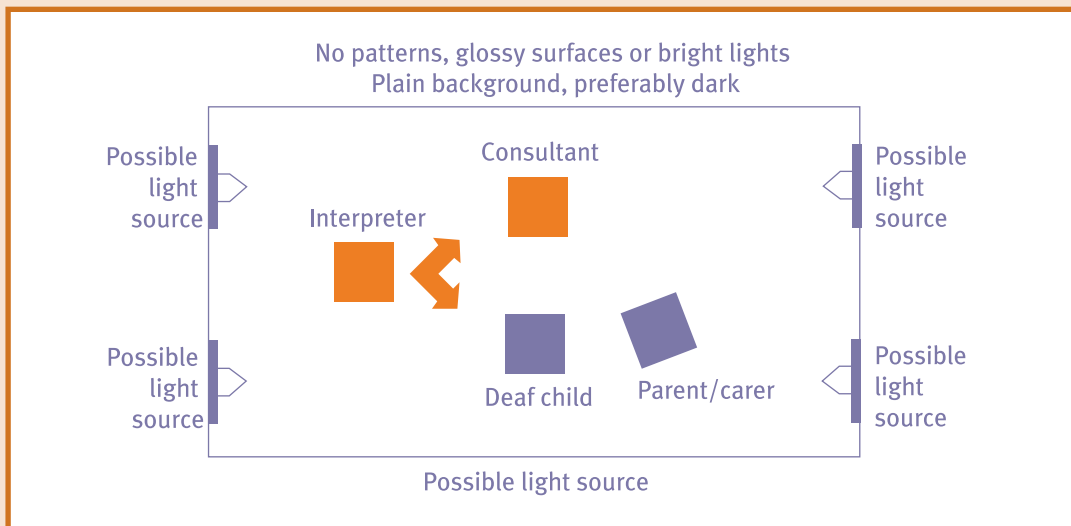 No patterns, glossy surfaces or bright lights
Plain background, preferably dark
Possible
light
source
Consultant
Possible
light
source
Interpreter
Possible
light
source
Deaf child
Parent/carer
Possible
light
source
Possible light source